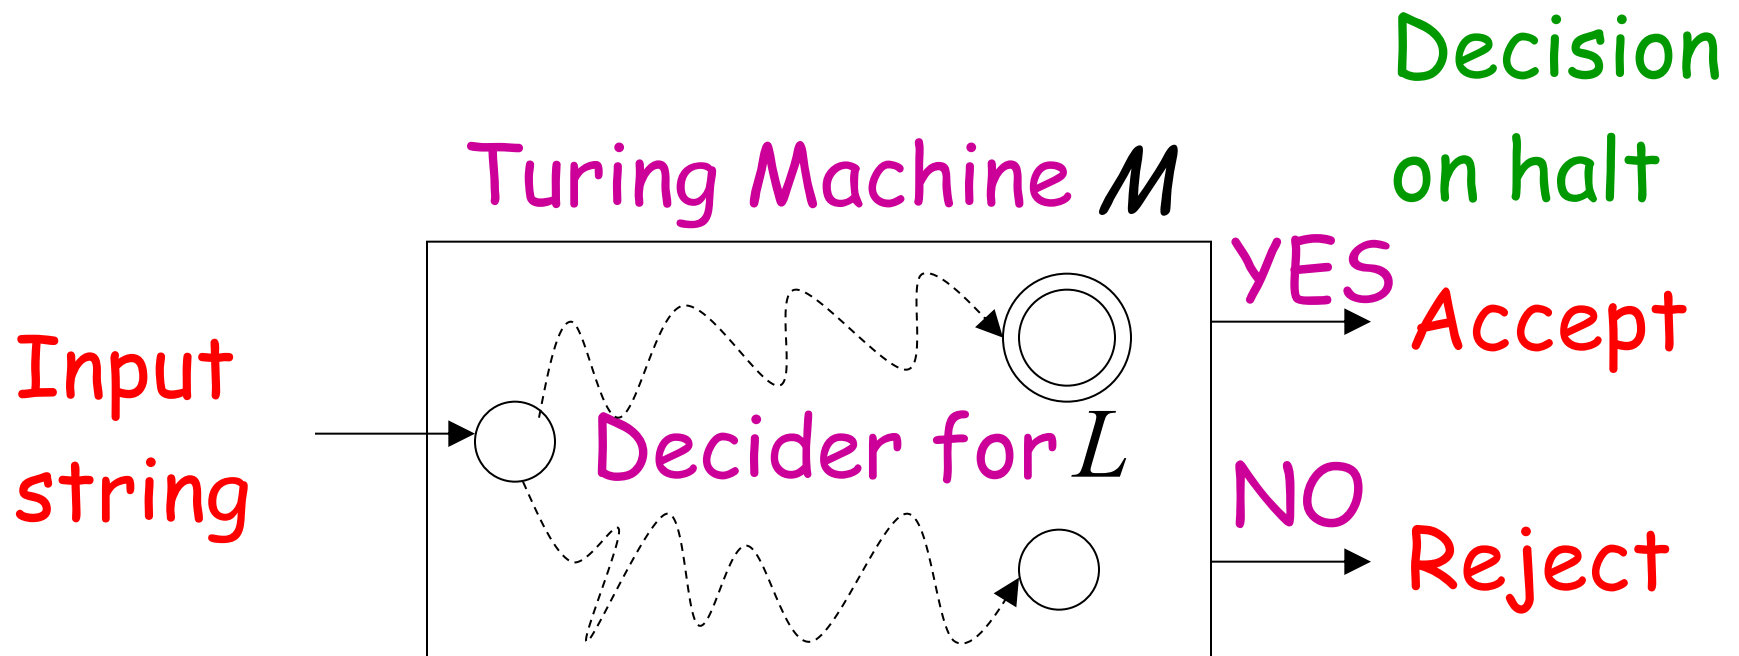 Decision
on halt
Turing Machine M
YES
Accept
Input
string
Decider for L
NO
Reject